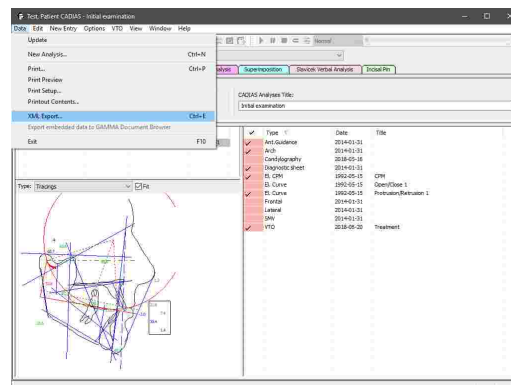 Test, Patient CADIAS - Initial examination
Data Edit New Entry Options VTO View Window Help
Update
New Analysis... Ctrl+N
Print... Ctrl+P
Print Preview
Print Setup...
Printout Contents...
XML Export... Ctrl+E
Export embedded data to GAMMA Document Browser
Exit F10
Normal
Analysis Superimposition Slavicek Verbal Analysis Incisal Pin
CADIAS Analyses Title:
Initial examination
Type Date Title
Ant.Guidance 2014-01-31
Arch 2014-01-31
Candylography 2018-05-16
Diagnostic sheet 2014-01-31
El. CPM 1992-05-15 CPM
El. Curve 1992-05-15 Open/Close 1
El. Curve 1992-05-15 Protrusion/Retrusion 1
Frontal 2014-01-31
Lateral 2014-01-31
SMV 2014-01-31
VTO 2018-05-20 Treatment
Type: Tracings Fit